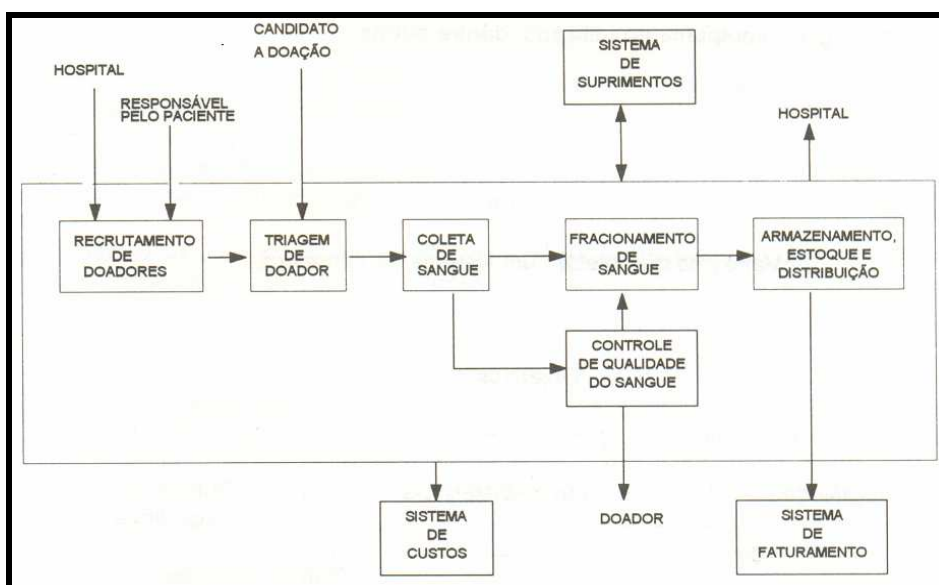 CANDIDATO
A DOAÇÃO
SISTEMA
DE
SUPRIMENTOS
HOSPITAL
RESPONSÁVEL
PELO PACIENTE
HOSPITAL
RECRUTAMENTO
DE
DOADORES
TRIAGEM
DE
DOADOR
COLETA
DE
SANGUE
FRACIONAMENTO
DE
SANGUE
ARMAZENAMENTO,
ESTOQUE E
DISTRIBUIÇÃO
CONTROLE
DE QUALIDADE
DO SANGUE
SISTEMA
DE
CUSTOS
DOADOR
SISTEMA
DE
FATURAMENTO